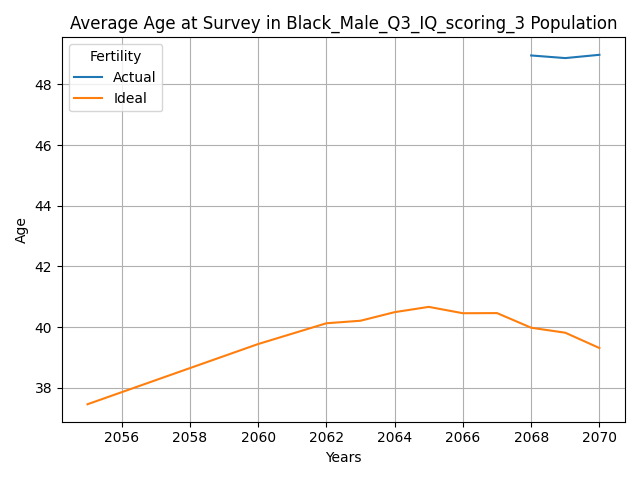 Average Age at Survey in Black_Male_Q3_IQ_scoring_3 Population
Fertility
Actual
Ideal
Age
48
46
44
42
40
38
2056 2058 2060 2062 2064 2066 2068 2070
Years